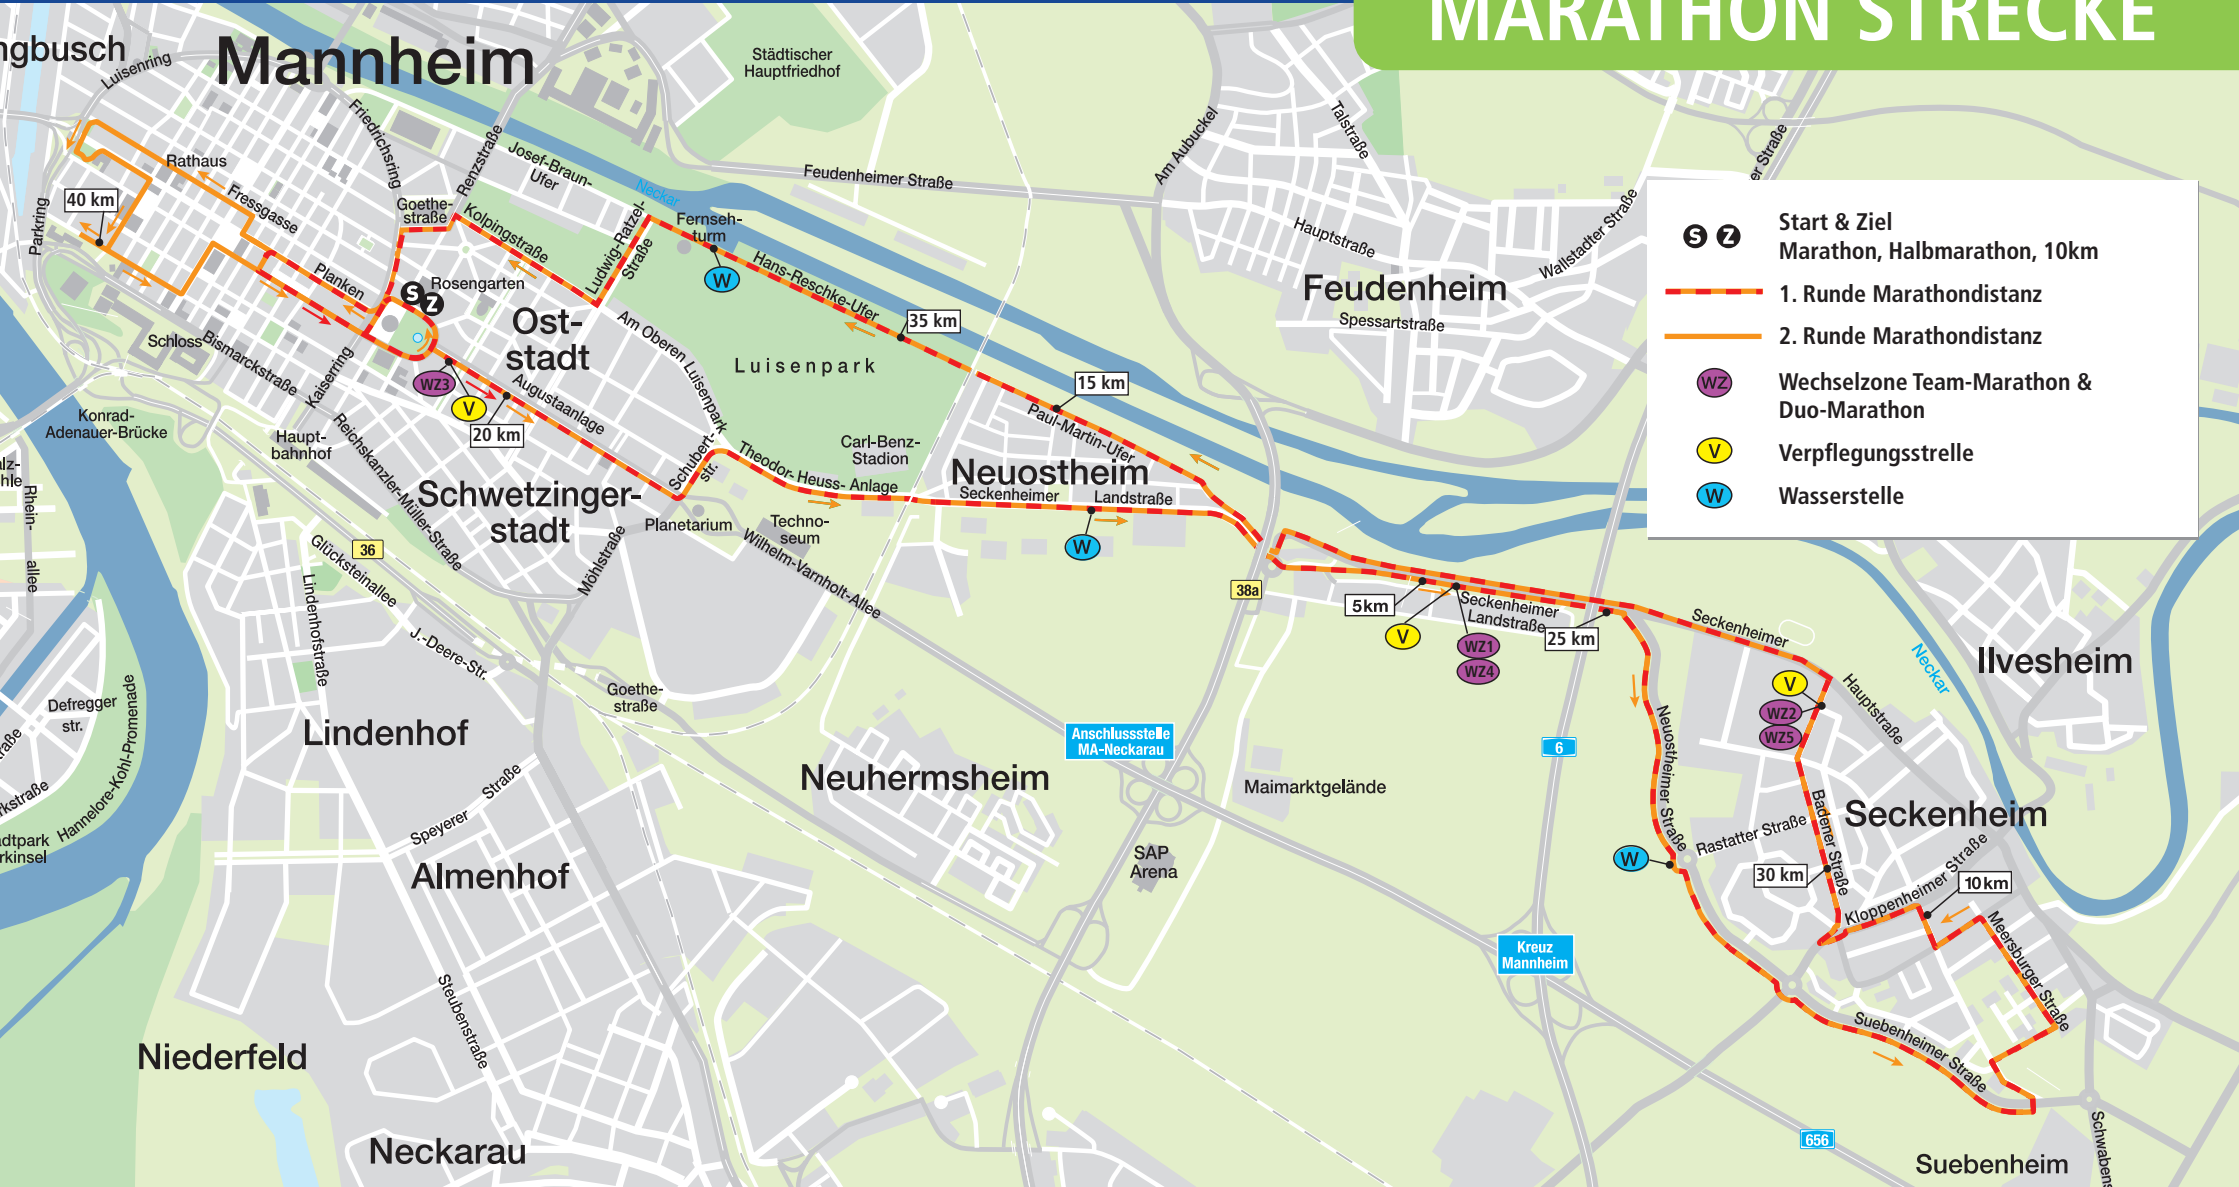 MARATHON STRECKE
Mannheim
Luisenring
Städtischer
Hauptfriedhof
Friedrichsring
Renzstraße
Josef-Braun-
Ufer
Neckar
Feudenheimer Straße
Am Aubuckel
Talstraße
Rathaus
Fressgasse
40 km
Parkring
Goethe-
straße
Kolpingstraße
Ludwig-Ratzel-
Straße
Fernseh-
turm
W
Hans-Reschke-Ufer
Hauptstraße
Wallstadter Straße
Feudenheim
Spessartstraße
Planken
Rosengarten
S
Z
Ost-
stadt
Am Oberen Luisenpark
Luisenpark
35 km
15 km
Schloss
Bismarckstraße
Kaiserring
WZ3
V
20 km
Augustaanlage
Konrad-
Adenauer-Brücke
Haupt-
bahnhof
Reichskanzler-Müller-Straße
Schwetzinger-
stadt
Schubert-
str.
Theodor-Heuss-Anlage
Carl-Benz-
Stadion
Paul-Martin-Ufer
Neuostheim
Seckenheimer
Landstraße
W
Planetarium
Techno-
seum
Wilhelm-Varnholt-Allee
Möhlstraße
36
Glücksteinallee
Lindenhofstraße
J.-Deere-Str.
Rhein-
allee
38a
5km
V
WZ1
WZ4
Seckenheimer
Landstraße
25 km
Seckenheimer
Start & Ziel
Marathon, Halbmarathon, 10km
1. Runde Marathondistanz
2. Runde Marathondistanz
WZ
Wechselzone Team-Marathon &
Duo-Marathon
V
Verpflegungsstrelle
W
Wasserstelle
Neckar
Ilvesheim
Hauptstraße
V
WZ2
WZ5
Defregger
str.
Hannelore-Kohl-Promenade
Lindenhof
Goethe-
straße
Anschlussstelle
MA-Neckarau
6
Neuostheimer Straße
Neuhermsheim
Maimarktgelände
Badener Straße
Seckenheim
Rastatter Straße
W
30 km
Kloppenheimer Straße
10km
Speyerer Straße
Almenhof
SAP
Arena
Meersburger Straße
Kreuz
Mannheim
Steubenstraße
Suebenheimer Straße
Niederfeld
Neckarau
656
Suebenheim